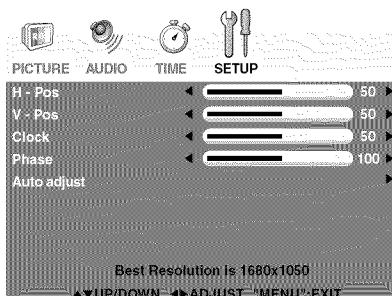 PICTURE AUDIO TIME SETUP
H - Pos 50
V - Pos 50
Clock 50
Phase 100
Auto adjust
Best Resolution is 1680x1050
▲▼UP/DOWN ◀▶ADJUST "MENU":EXIT